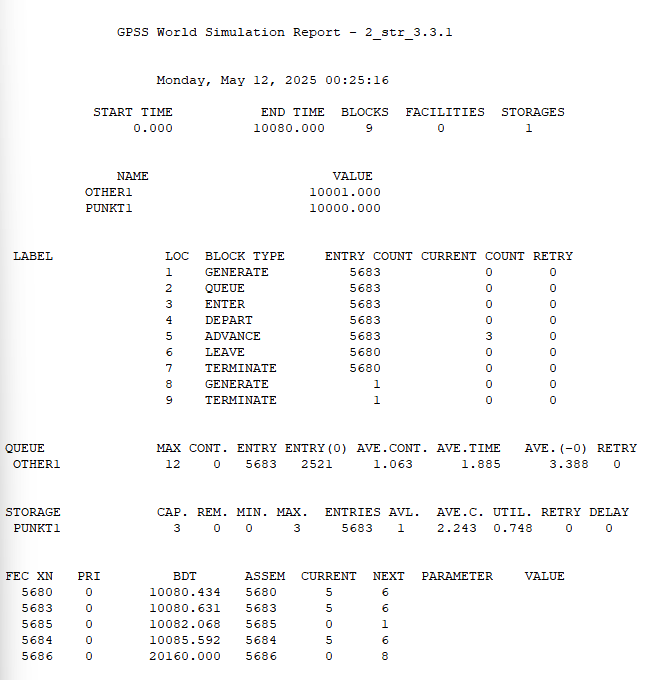 GPSS World Simulation Report - 2_str_3.3.1
Monday, May 12, 2025 00:25:16
START TIME END TIME BLOCKS FACILITIES STORAGES
0.000 10080.000 9 0 1
NAME VALUE
OTHER1 10001.000
PUNKT1 10000.000
LABEL LOC BLOCK TYPE ENTRY COUNT CURRENT COUNT RETRY
1 GENERATE 5683 0 0
2 QUEUE 5683 0 0
3 ENTER 5683 0 0
4 DEPART 5683 0 0
5 ADVANCE 5683 3 0
6 LEAVE 5680 0 0
7 TERMINATE 5680 0 0
8 GENERATE 1 0 0
9 TERMINATE 1 0 0
QUEUE MAX CONT. ENTRY ENTRY(0) AVE.CONT. AVE.TIME AVE.(-0) RETRY
OTHER1 12 0 5683 2521 1.063 1.885 3.388 0
STORAGE CAP. REM. MIN. MAX. ENTRIES AVL. AVE.C. UTIL. RETRY DELAY
PUNKT1 3 0 0 3 5683 1 2.243 0.748 0 0
FEC XN PRI BDT ASSEM CURRENT NEXT PARAMETER VALUE
5680 0 10080.434 5680 5 6
5683 0 10080.631 5683 5 6
5685 0 10082.068 5685 0 1
5684 0 10085.592 5684 5 6
5686 0 20160.000 5686 0 8